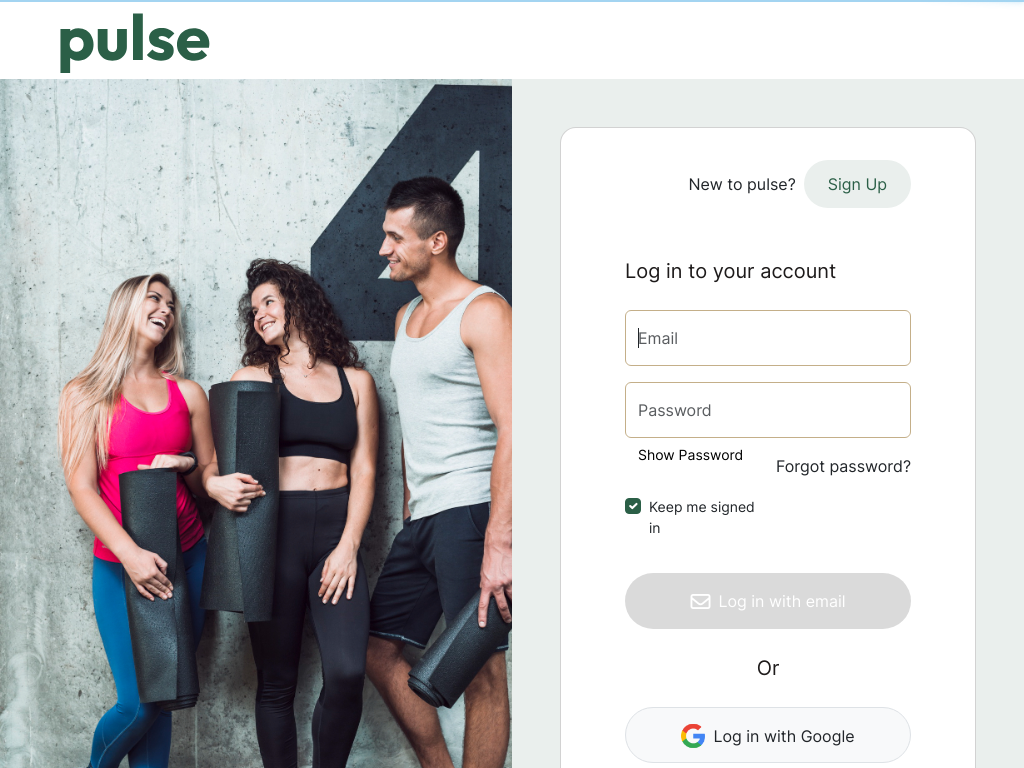 pulse
4
New to pulse? Sign Up
Log in to your account
Email
Password
Show Password
Forgot password?
Keep me signed
in
Log in with email
Or
Log in with Google